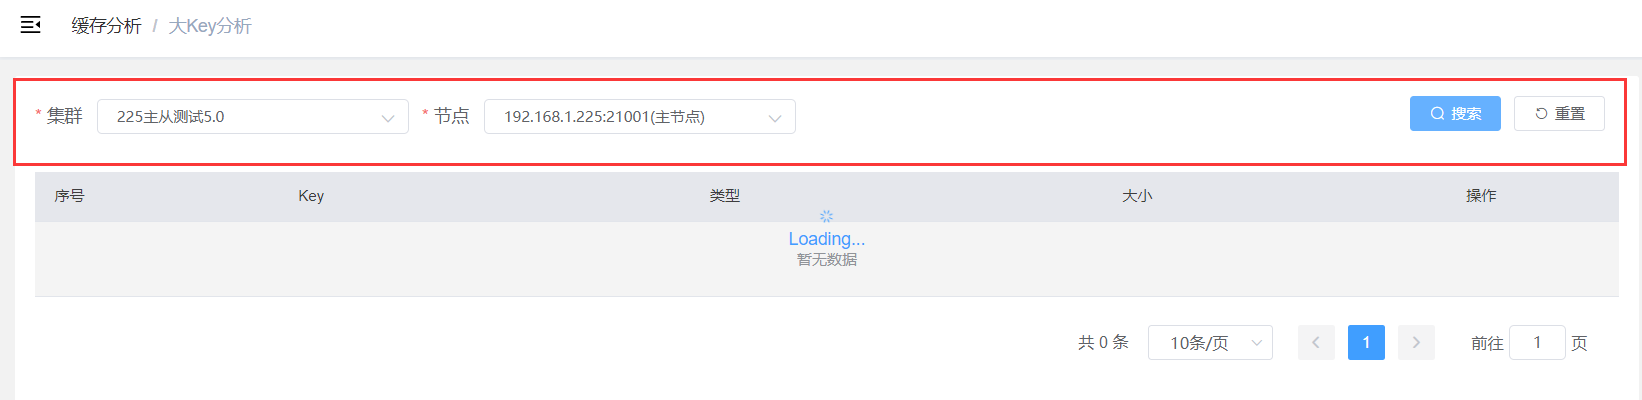 缓存分析 / 大Key分析
* 集群 225主从测试5.0 * 节点 192.168.1.225:21001(主节点) 搜索 重置
序号 Key 类型 大小 操作
Loading...
暂无数据
共 0 条 10条/页 1 前往 1 页